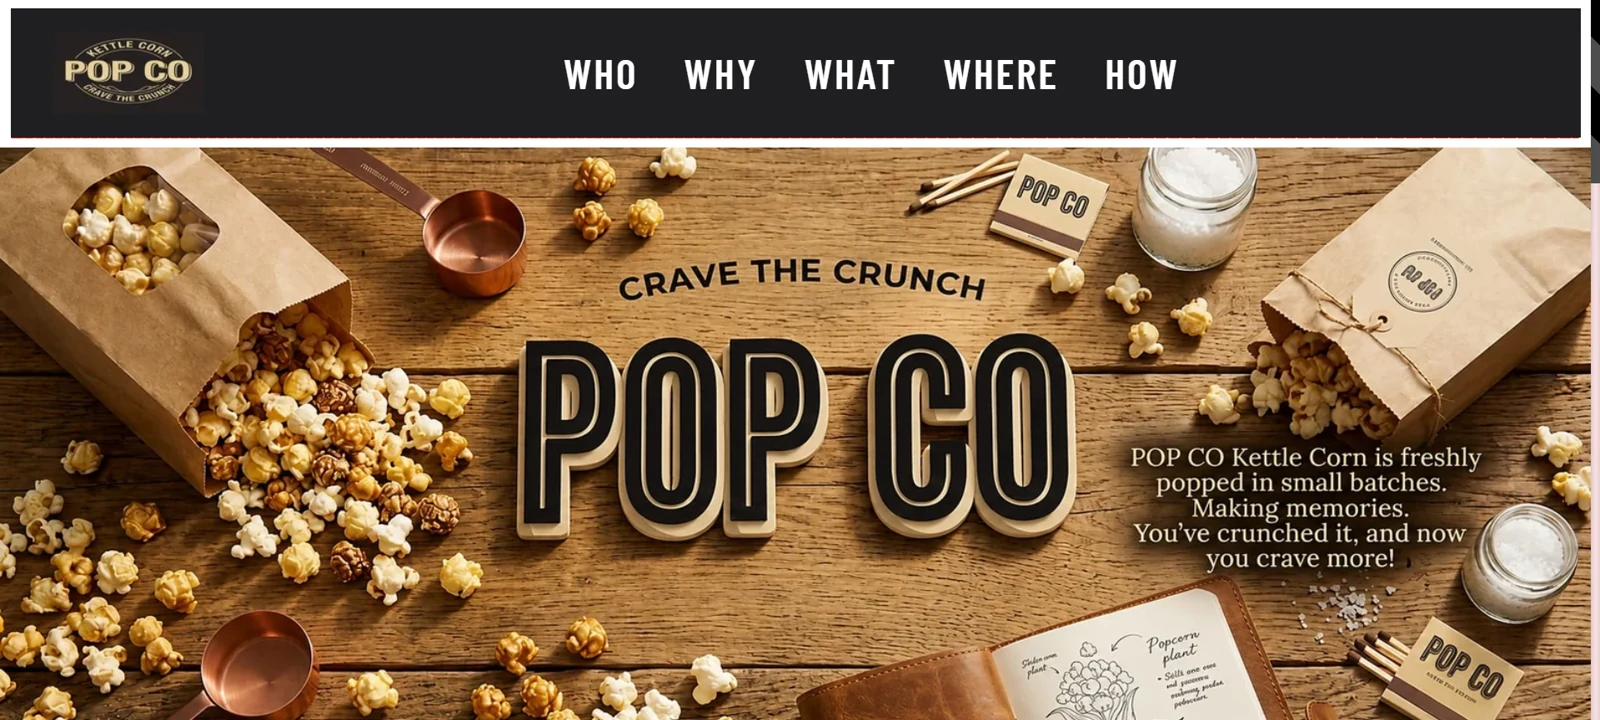 KETTLE CORN
POP CO
CRAVE THE CRUNCH
WHO WHY WHAT WHERE HOW
POP CO
CRAVE THE CRUNCH
POP CO
POP CO Kettle Corn is freshly
popped in small batches.
Making memories.
You've crunched it, and now
you crave more!
Popcorn
plant
plant
POP CO